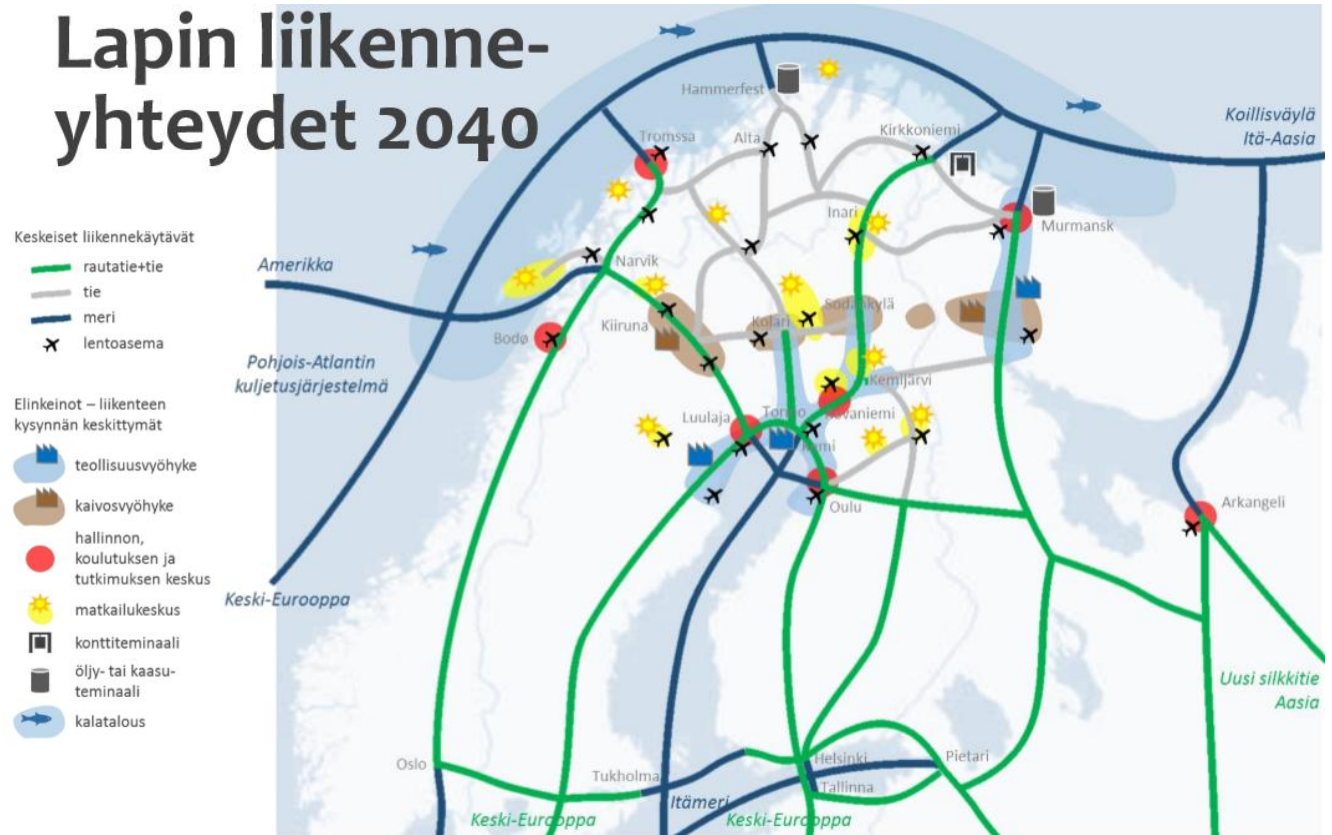 Lapin liikenne-
yhteydet 2040
Keskeiset liikennekäytävät
rautatie+tie
tie
meri
lentoasema
Elinkeinot – liikenteen
kysynnän keskittymät
teollisuusvyöhyke
kaivosvyöhyke
hallinnon,
koulutuksen ja
tutkimuksen keskus
matkailukeskus
konttiteminaali
öljy- tai kaasu-
teminaali
kalatalous
Hammerfest
Tromssa
Alta
Kirkkoniemi
Koillisväylä
Itä-Aasia
Inari
Murmansk
Amerikka
Narvik
Kiiruna
Kolari
Sodankylä
Bodø
Pohjois-Atlantin
kuljetusjärjestelmä
Kemijärvi
Luulaja
Tornio
Rovaniemi
Kemi
Oulu
Arkangeli
Keski-Eurooppa
Uusi silkkitie
Aasia
Oslo
Tukholma
Helsinki
Pietari
Tallinna
Itämeri
Keski-Eurooppa
Keski-Eurooppa